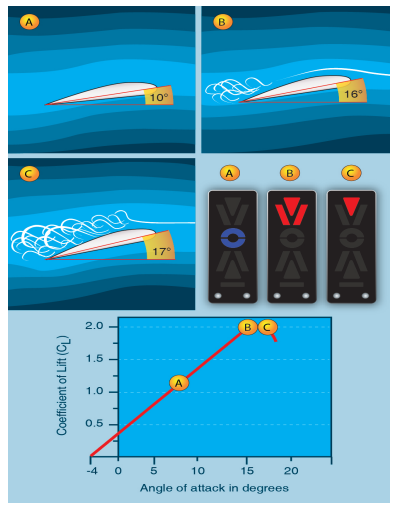 A
10°
B
16°
C
17°
A B C
2.0
1.5
1.0
0.5
Coefficient of Lift (CL)
A
B C
-4 0 5 10 15 20
Angle of attack in degrees